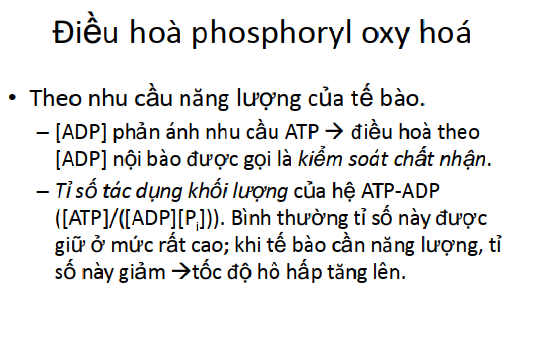 Điều hoà phosphoryl oxy hoá
• Theo nhu cầu năng lượng của tế bào.
– [ADP] phản ánh nhu cầu ATP → điều hoà theo
[ADP] nội bào được gọi là kiểm soát chất nhận.
– Tỉ số tác dụng khối lượng của hệ ATP-ADP
([ATP]/([ADP][Pi])). Bình thường tỉ số này được
giữ ở mức rất cao; khi tế bào cần năng lượng, tỉ
số này giảm →tốc độ hô hấp tăng lên.